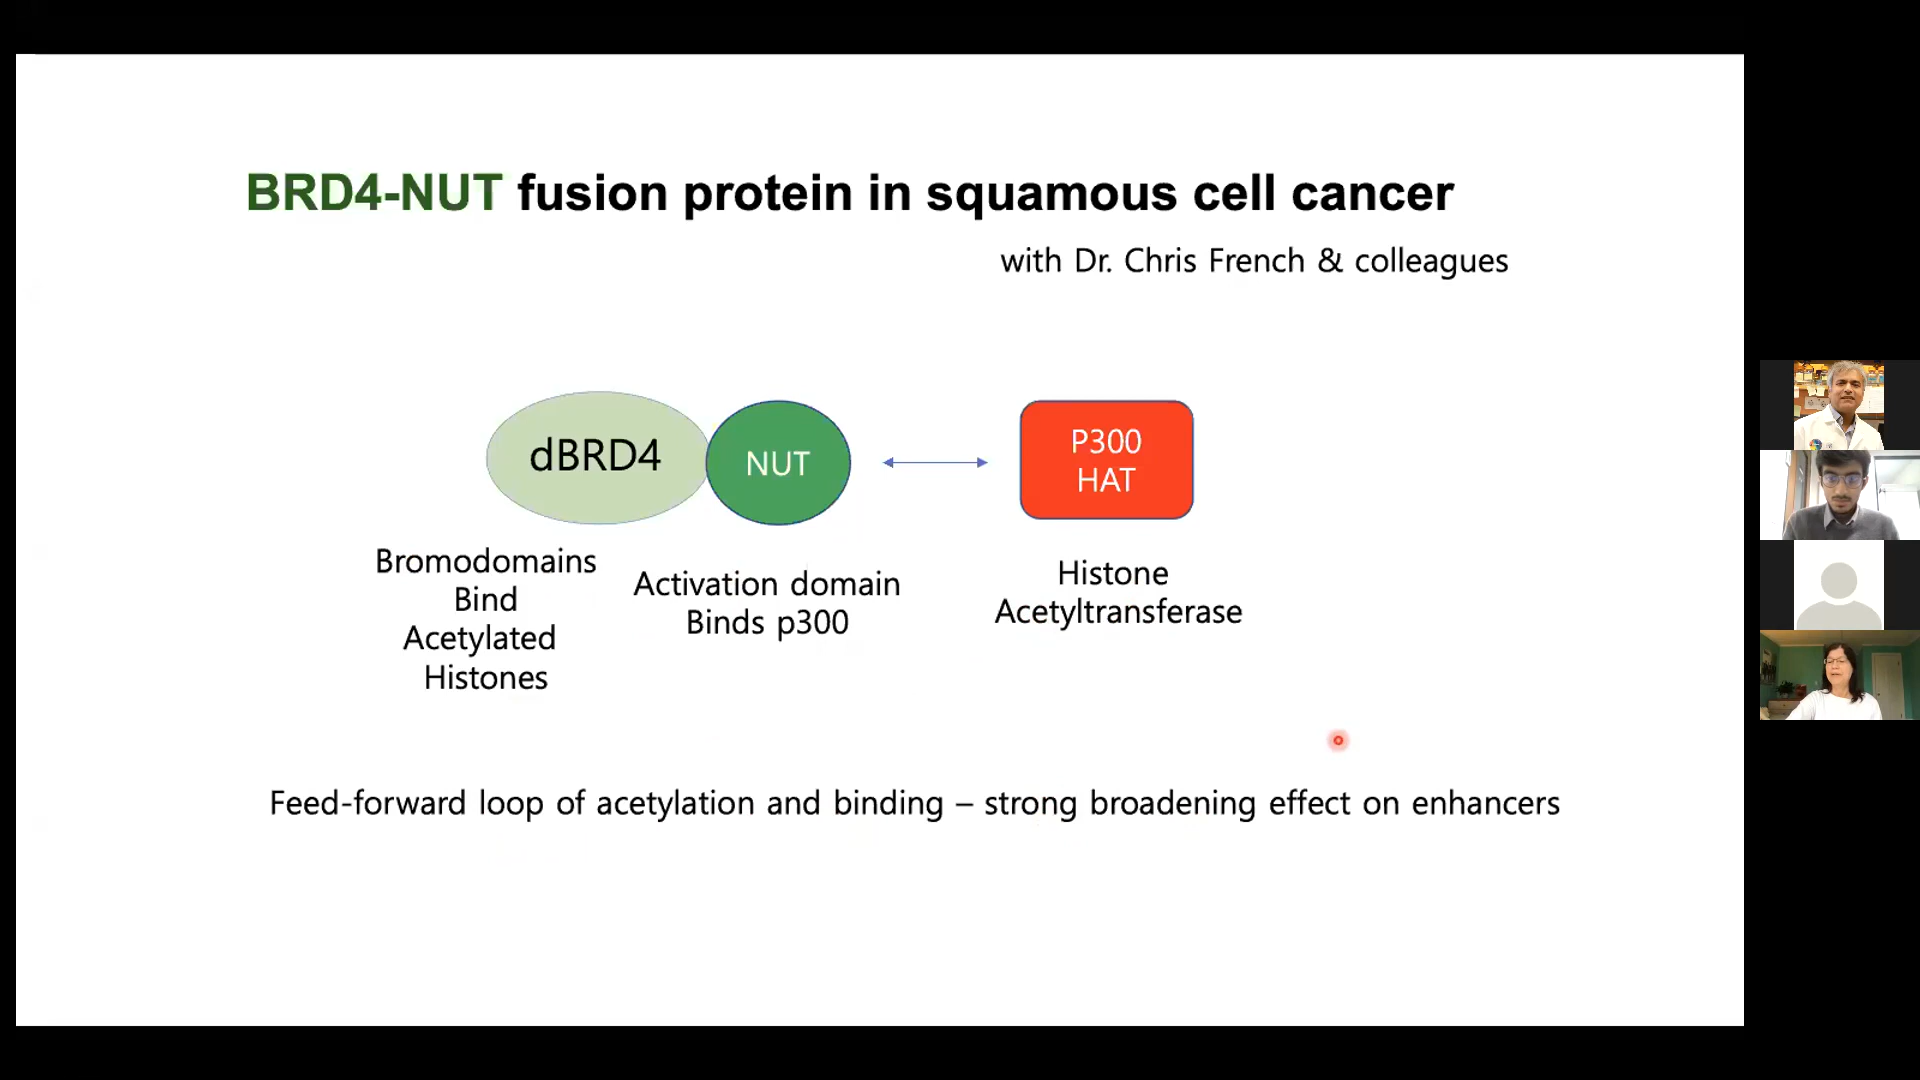 BRD4-NUT fusion protein in squamous cell cancer
with Dr. Chris French & colleagues
dBRD4
NUT
P300
HAT
Bromodomains
Bind
Acetylated
Histones
Activation domain
Binds p300
Histone
Acetyltransferase
Feed-forward loop of acetylation and binding – strong broadening effect on enhancers